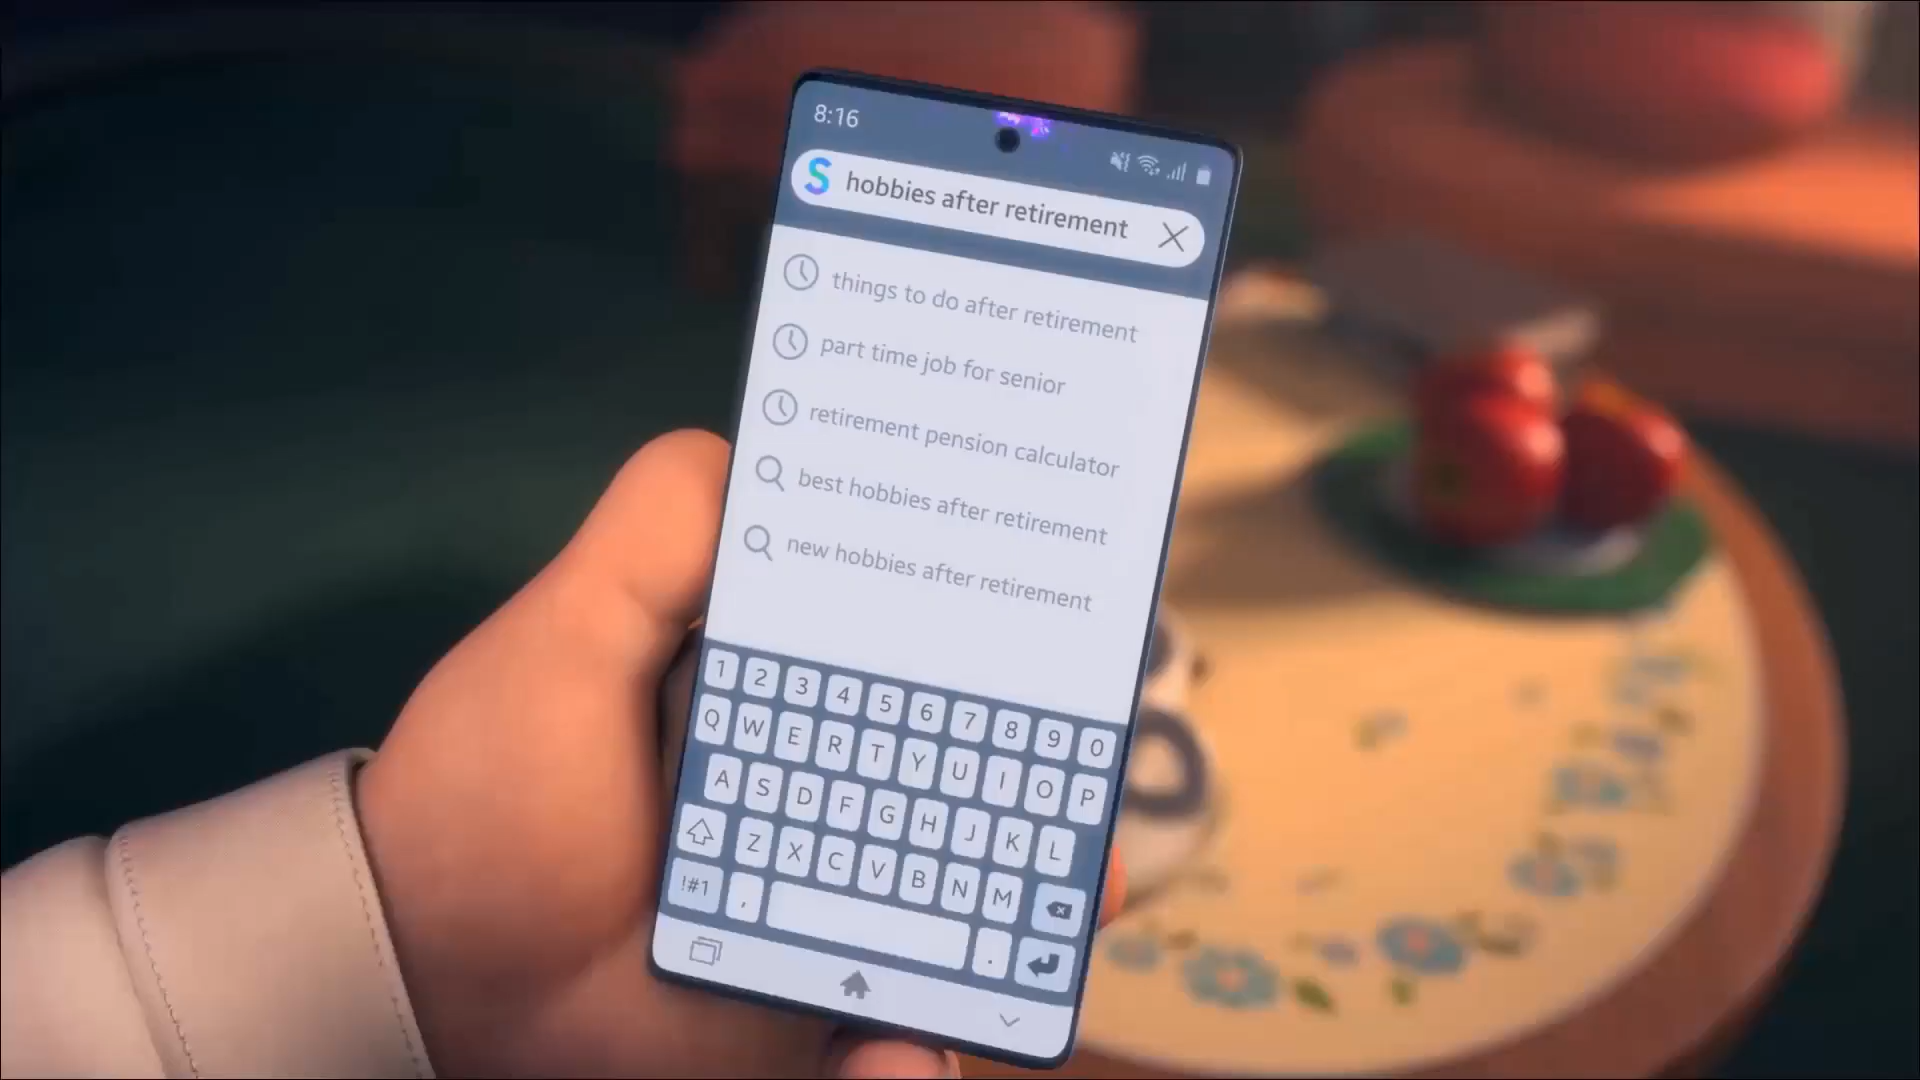 8:16
S hobbies after retirement
things to do after retirement
part time job for senior
retirement pension calculator
best hobbies after retirement
new hobbies after retirement
1 2 3 4 5 6 7 8 9 0
Q W E R T Y U I O P
A S D F G H J K L
Z X C V B N M
!#1 , .